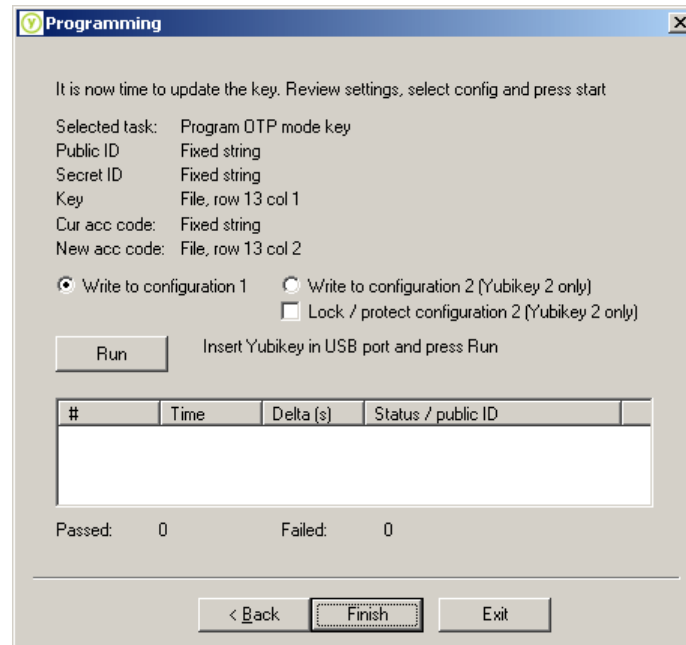 Programming
It is now time to update the key. Review settings, select config and press start
Selected task: Program OTP mode key
Public ID Fixed string
Secret ID Fixed string
Key File, row 13 col 1
Cur acc code: Fixed string
New acc code: File, row 13 col 2
Write to configuration 1 Write to configuration 2 (Yubikey 2 only)
Lock / protect configuration 2 (Yubikey 2 only)
Run Insert Yubikey in USB port and press Run
# Time Delta (s) Status / public ID
Passed: 0 Failed: 0
< Back Finish Exit